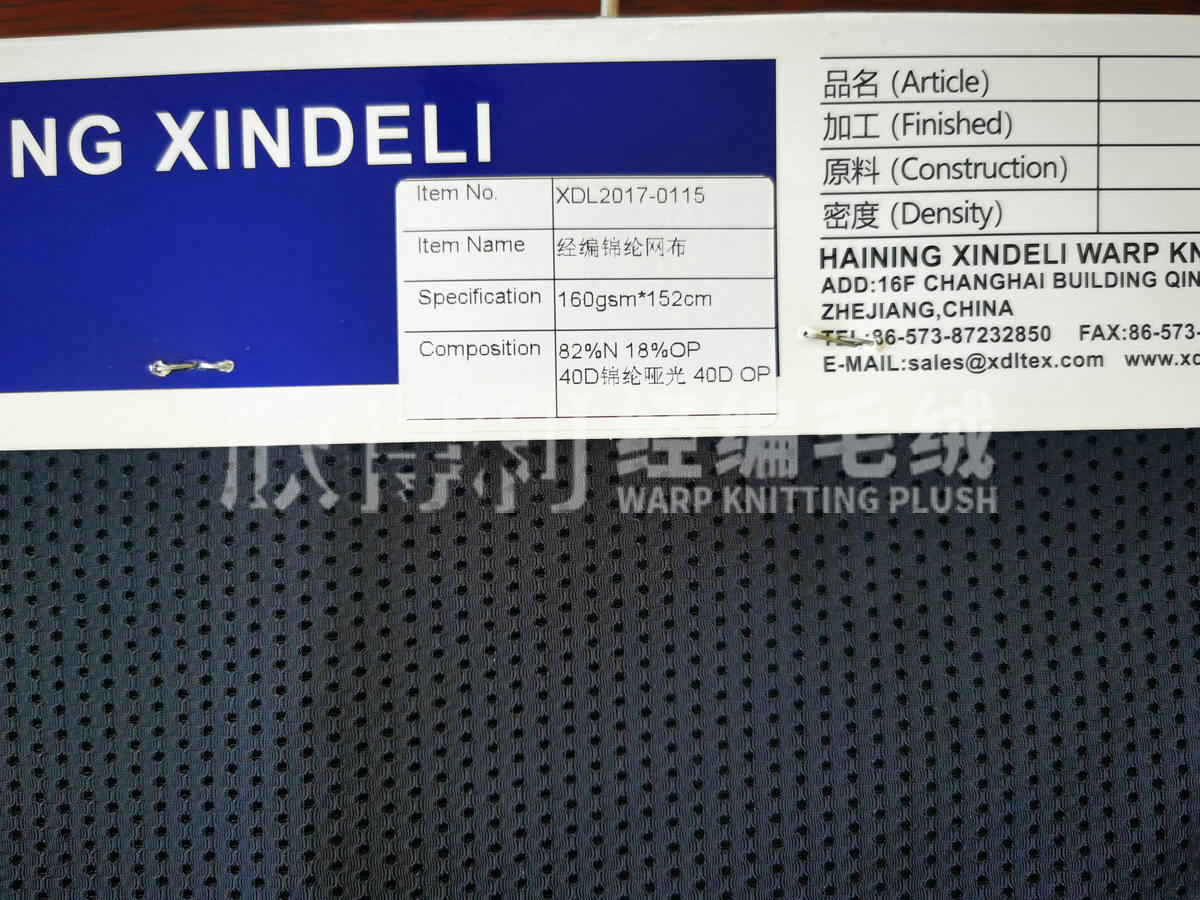 NG XINDELI
Item No. XDL2017-0115
Item Name 经编锦纶网布
Specification 160gsm*152cm
Composition 82%N 18%OP
40D锦纶哑光 40D OP
品名 (Article)
加工 (Finished)
原料 (Construction)
密度 (Density)
HAINING XINDELI WARP KN
ADD:16F CHANGHAI BUILDING QIN
ZHEJIANG,CHINA
TEL:86-573-87232850 FAX:86-573-
E-MAIL:sales@xdltex.com www.xd
欣得利 经编毛绒
WARP KNITTING PLUSH